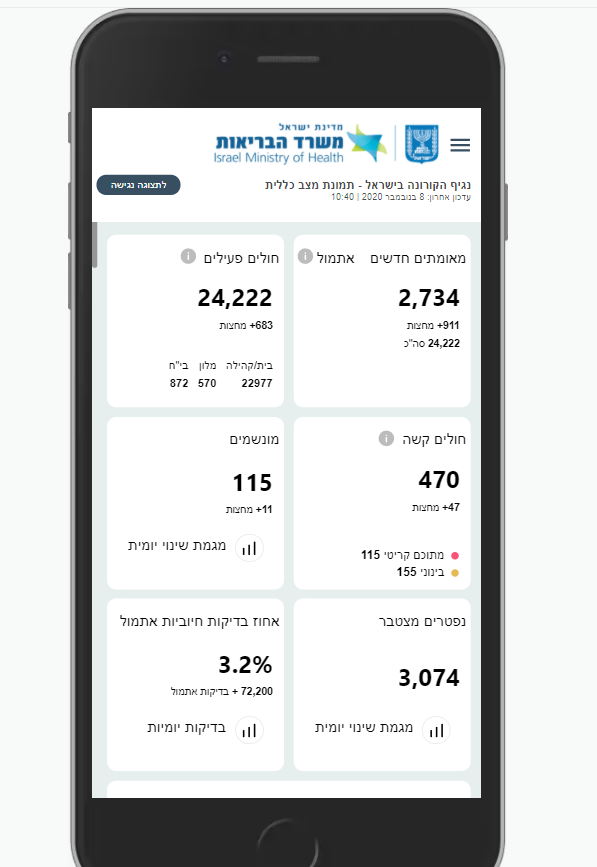 מדינת ישראל
משרד הבריאות
Israel Ministry of Health
נגיף הקורונה בישראל - תמונת מצב כללית
לתצוגה נגישה
עדכון אחרון: 8 בנובמבר 2020 | 10:40
מאומתים חדשים אתמול
2,734
+911 מחצות
24,222 סה"כ
חולים פעילים
24,222
+683 מחצות
בית/קהילה מלון בי"ח
22977 570 872
חולים קשה
470
+47 מחצות
מתוכם קריטי 115
בינוני 155
מונשמים
115
+11 מחצות
מגמת שינוי יומית
נפטרים מצטבר
3,074
מגמת שינוי יומית
אחוז בדיקות חיוביות אתמול
3.2%
72,200 + בדיקות אתמול
בדיקות יומיות